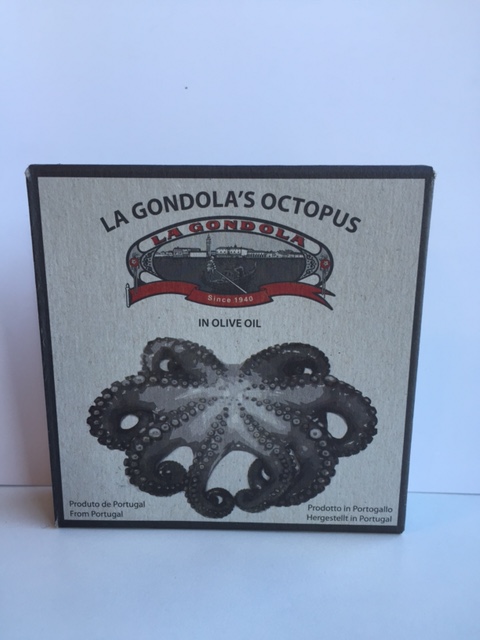 LA GONDOLA'S OCTOPUS
LA GONDOLA
Since 1940
IN OLIVE OIL
Produto de Portugal
From Portugal
Prodotto in Portogallo
Hergestellt in Portugal